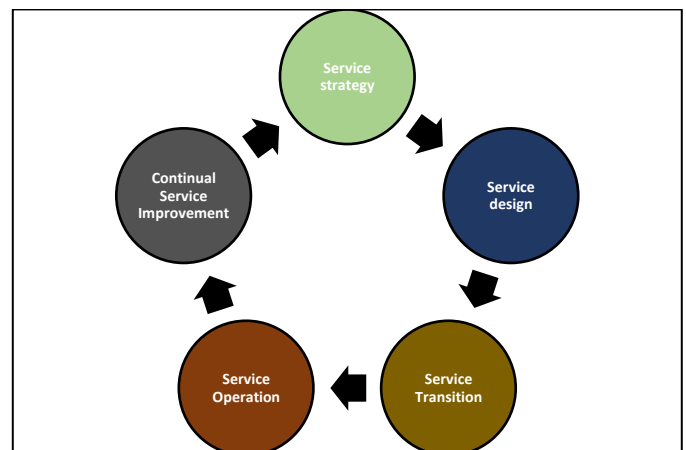 Service
strategy
Service
design
Service
Transition
Service
Operation
Continual
Service
Improvement